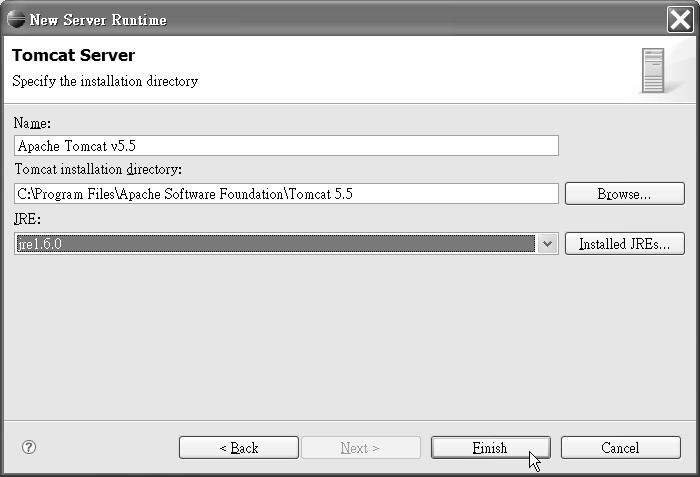 New Server Runtime
Tomcat Server
Specify the installation directory
Name:
Apache Tomcat v5.5
Tomcat installation directory:
C:\Program Files\Apache Software Foundation\Tomcat 5.5
Browse...
JRE:
jre1.6.0
Installed JREs...
?
< Back
Next >
Finish
Cancel